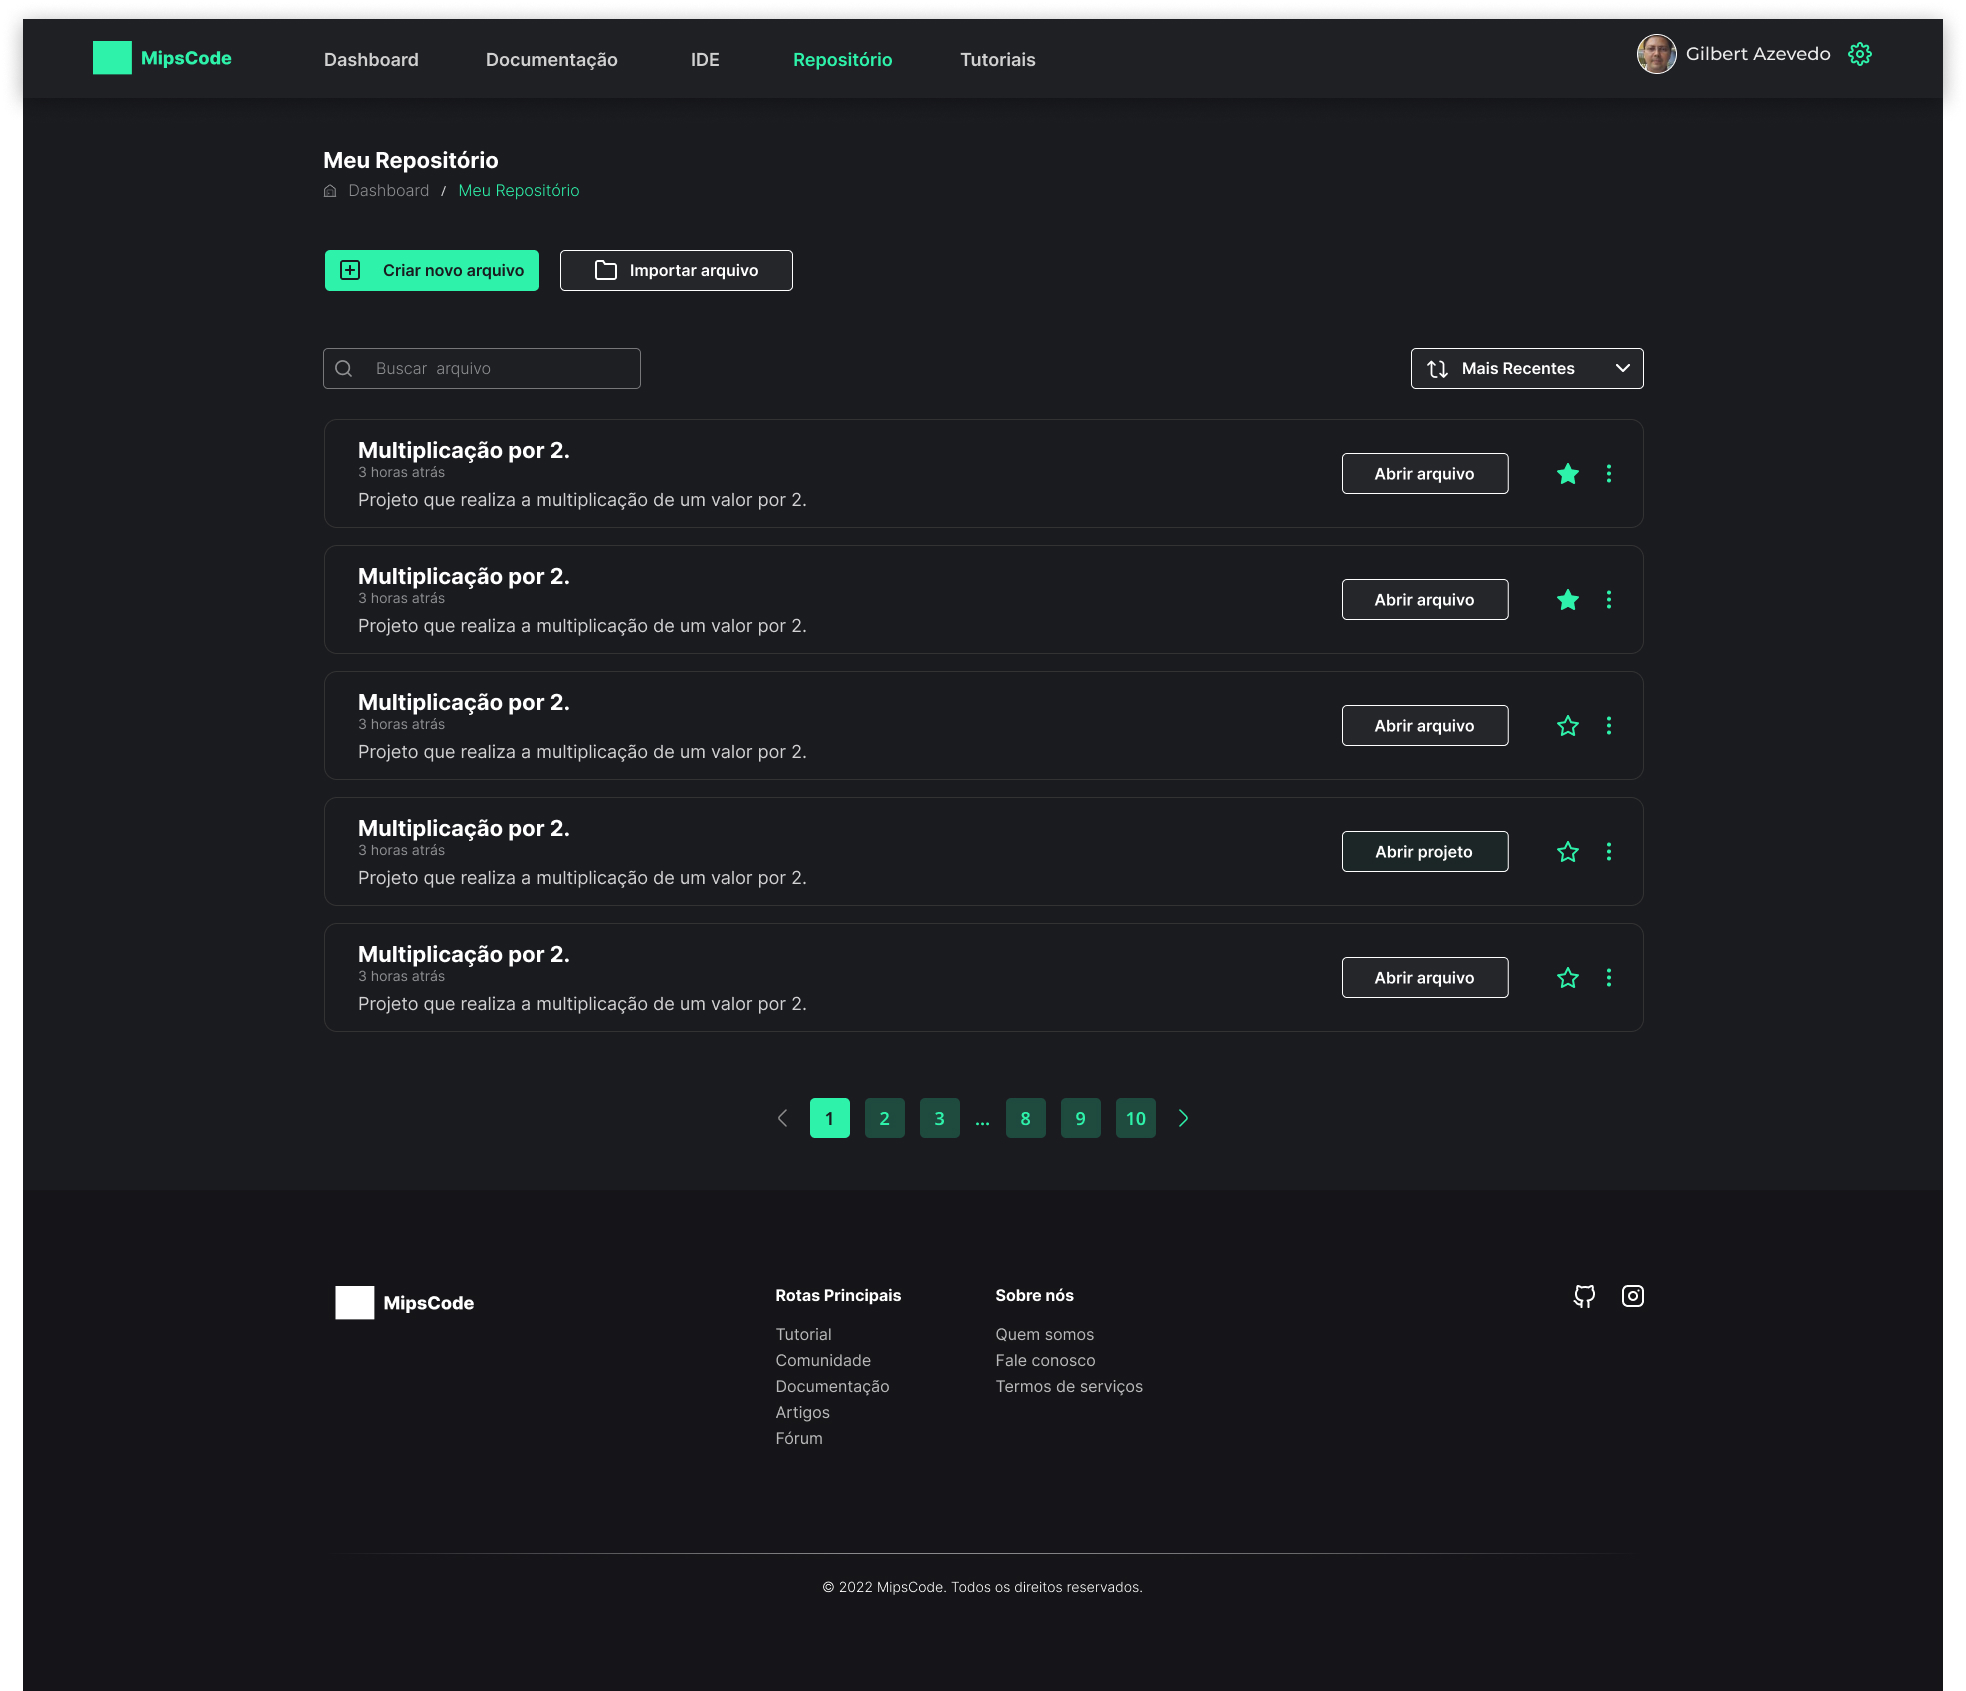 MipsCode
Dashboard Documentação IDE Repositório Tutoriais
Gilbert Azevedo
Meu Repositório
Dashboard / Meu Repositório
Criar novo arquivo
Importar arquivo
Buscar arquivo
Mais Recentes
Multiplicação por 2.
3 horas atrás
Projeto que realiza a multiplicação de um valor por 2.
Abrir arquivo
Multiplicação por 2.
3 horas atrás
Projeto que realiza a multiplicação de um valor por 2.
Abrir arquivo
Multiplicação por 2.
3 horas atrás
Projeto que realiza a multiplicação de um valor por 2.
Abrir arquivo
Multiplicação por 2.
3 horas atrás
Projeto que realiza a multiplicação de um valor por 2.
Abrir projeto
Multiplicação por 2.
3 horas atrás
Projeto que realiza a multiplicação de um valor por 2.
Abrir arquivo
1 2 3 ... 8 9 10
MipsCode
Rotas Principais
Tutorial
Comunidade
Documentação
Artigos
Fórum
Sobre nós
Quem somos
Fale conosco
Termos de serviços
© 2022 MipsCode. Todos os direitos reservados.